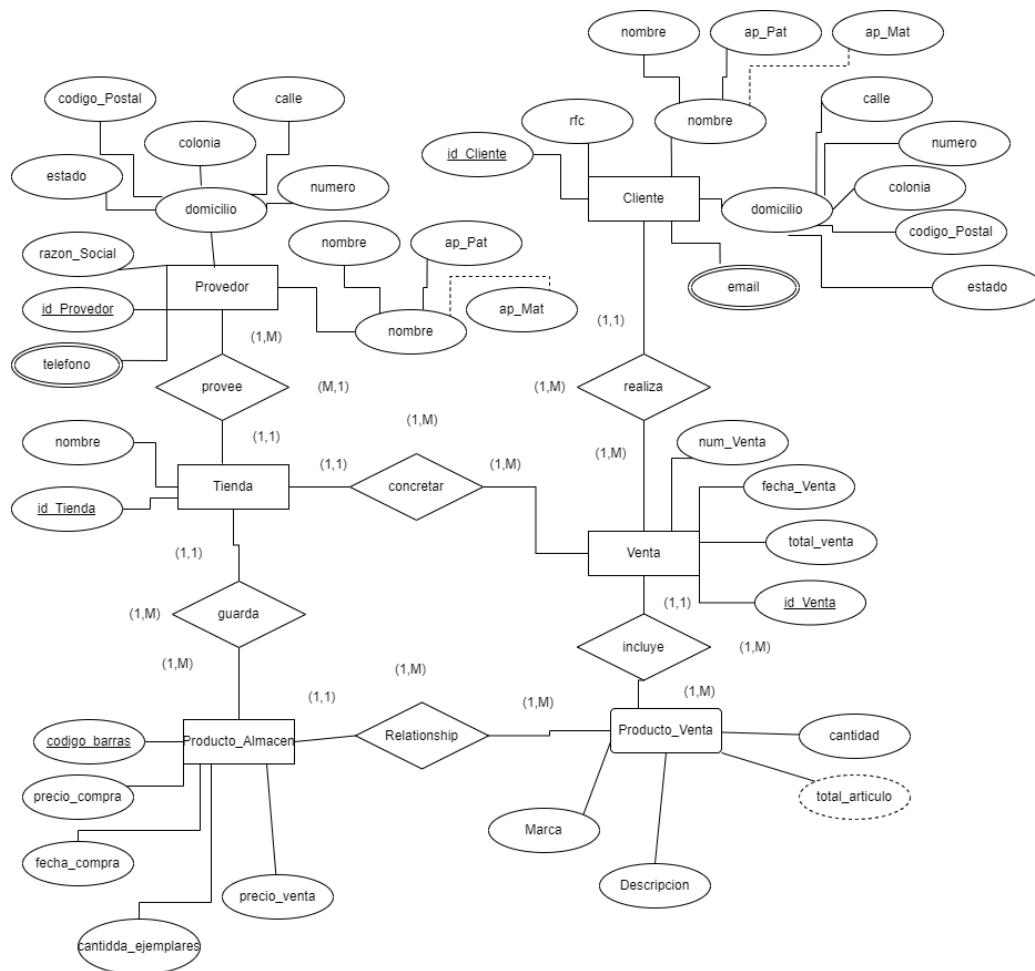 nombre
ap_Pat
ap_Mat
codigo_Postal
calle
calle
colonia
rfc
nombre
numero
id_Cliente
estado
numero
colonia
domicilio
Cliente
domicilio
codigo_Postal
razon_Social
nombre
ap_Pat
Provedor
email
estado
id_Provedor
ap_Mat
nombre
(1,M)
(1,1)
telefono
provee
(M,1)
(1,M)
realiza
(1,M)
(1,M)
nombre
(1,1)
(1,1)
(1,M)
num_Venta
Tienda
concretar
fecha_Venta
id_Tienda
total_venta
(1,1)
Venta
(1,1)
id_Venta
(1,M)
guarda
incluye
(1,M)
(1,M)
(1,M)
(1,1)
(1,M)
(1,M)
codigo_barras
Producto_Almacen
Relationship
Producto_Venta
cantidad
precio_compra
total_articulo
Marca
fecha_compra
Descripcion
precio_venta
cantidda_ejemplares